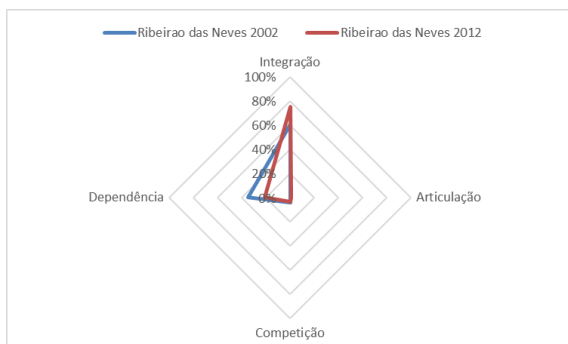 Ribeirao das Neves 2002 Ribeirao das Neves 2012
Integração
100%
80%
60%
40%
20%
0%
Dependência Articulação
Competição